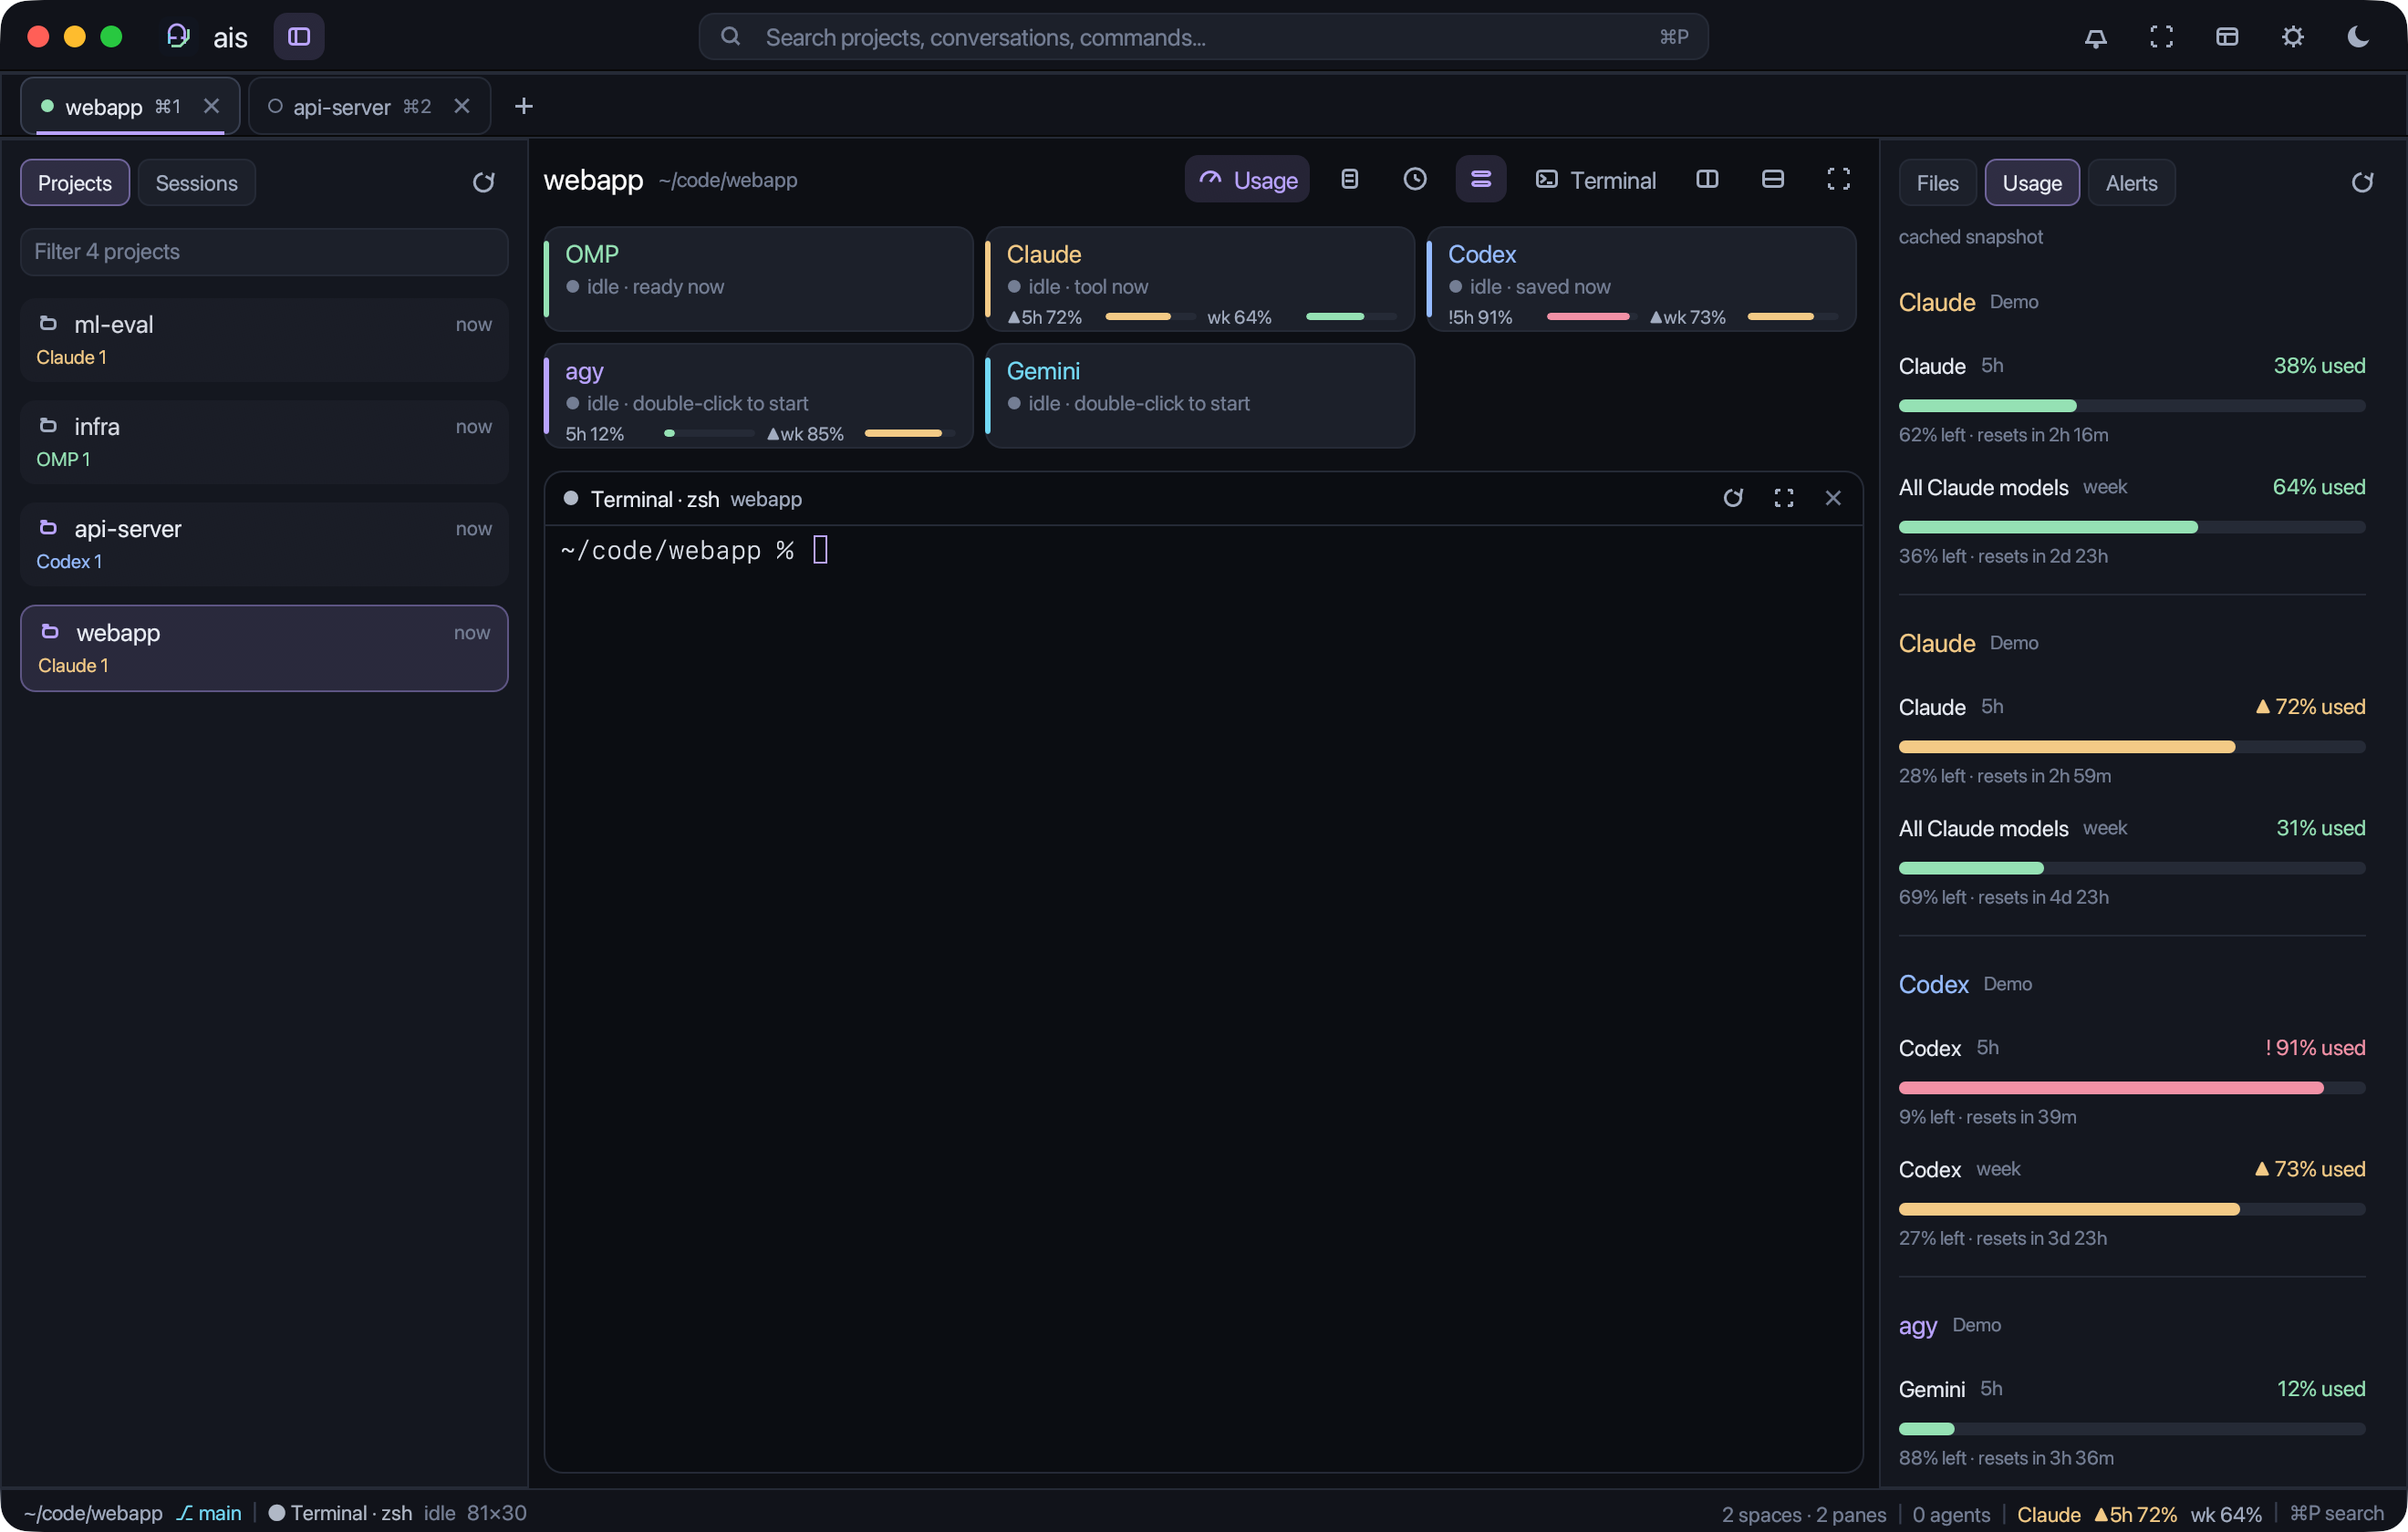 ais
Search projects, conversations, commands... ⌘P
webapp ⌘1
api-server ⌘2
Projects Sessions
Filter 4 projects
ml-eval now
Claude 1
infra now
OMP 1
api-server now
Codex 1
webapp now
Claude 1
webapp ~/code/webapp Usage Terminal
OMP
idle · ready now
Claude
idle · tool now
▲5h 72% wk 64%
Codex
idle · saved now
!5h 91% ▲wk 73%
agy
idle · double-click to start
5h 12% ▲wk 85%
Gemini
idle · double-click to start
Terminal · zsh webapp
~/code/webapp %
Files Usage Alerts
cached snapshot
Claude Demo
Claude 5h 38% used
62% left · resets in 2h 16m
All Claude models week 64% used
36% left · resets in 2d 23h
Claude Demo
Claude 5h ▲ 72% used
28% left · resets in 2h 59m
All Claude models week 31% used
69% left · resets in 4d 23h
Codex Demo
Codex 5h ! 91% used
9% left · resets in 39m
Codex week ▲ 73% used
27% left · resets in 3d 23h
agy Demo
Gemini 5h 12% used
88% left · resets in 3h 36m
~/code/webapp main Terminal · zsh idle 81×30
2 spaces · 2 panes 0 agents Claude ▲5h 72% wk 64% ⌘P search